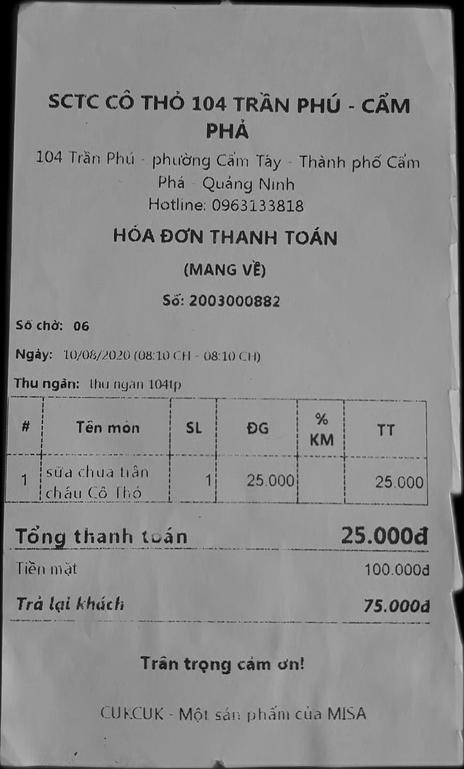 SCTC CÔ THỎ 104 TRẦN PHÚ - CẨM
PHẢ
104 Trần Phú - phường Cẩm Tây - Thành phố Cẩm
Phả - Quảng Ninh
Hotline: 0963133818
HÓA ĐƠN THANH TOÁN
(MANG VỀ)
Số: 2003000882
Số chờ: 06
Ngày: 10/08/2020 (08:10 CH - 08:10 CH)
Thu ngân: thu ngan 104tp
# Tên món SL ĐG % KM TT
1 sữa chua trân 1 25.000 25.000
châu Cô Thỏ
Tổng thanh toán 25.000đ
Tiền mặt 100.000đ
Trả lại khách 75.000đ
Trân trọng cảm ơn!
CUKCUK - Một sản phẩm của MISA